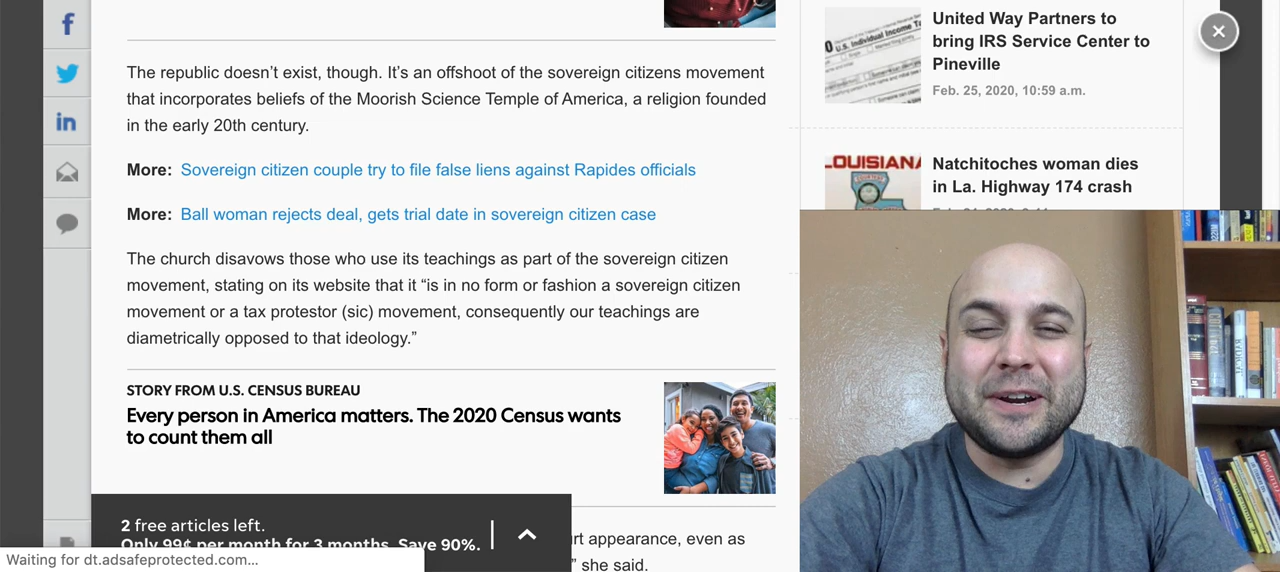 The republic doesn’t exist, though. It’s an offshoot of the sovereign citizens movement
that incorporates beliefs of the Moorish Science Temple of America, a religion founded
in the early 20th century.
More: Sovereign citizen couple try to file false liens against Rapides officials
More: Ball woman rejects deal, gets trial date in sovereign citizen case
The church disavows those who use its teachings as part of the sovereign citizen
movement, stating on its website that it “is in no form or fashion a sovereign citizen
movement or a tax protestor (sic) movement, consequently our teachings are
diametrically opposed to that ideology.”
STORY FROM U.S. CENSUS BUREAU
Every person in America matters. The 2020 Census wants
to count them all
2 free articles left.
Only 99¢ per month for 3 months. Save 90%.
appearance, even as
” she said.
Waiting for dt.adsafeprotected.com...
U.S. Individual Income
United Way Partners to
bring IRS Service Center to
Pineville
Feb. 25, 2020, 10:59 a.m.
LOUISIANA
Natchitoches woman dies
in La. Highway 174 crash